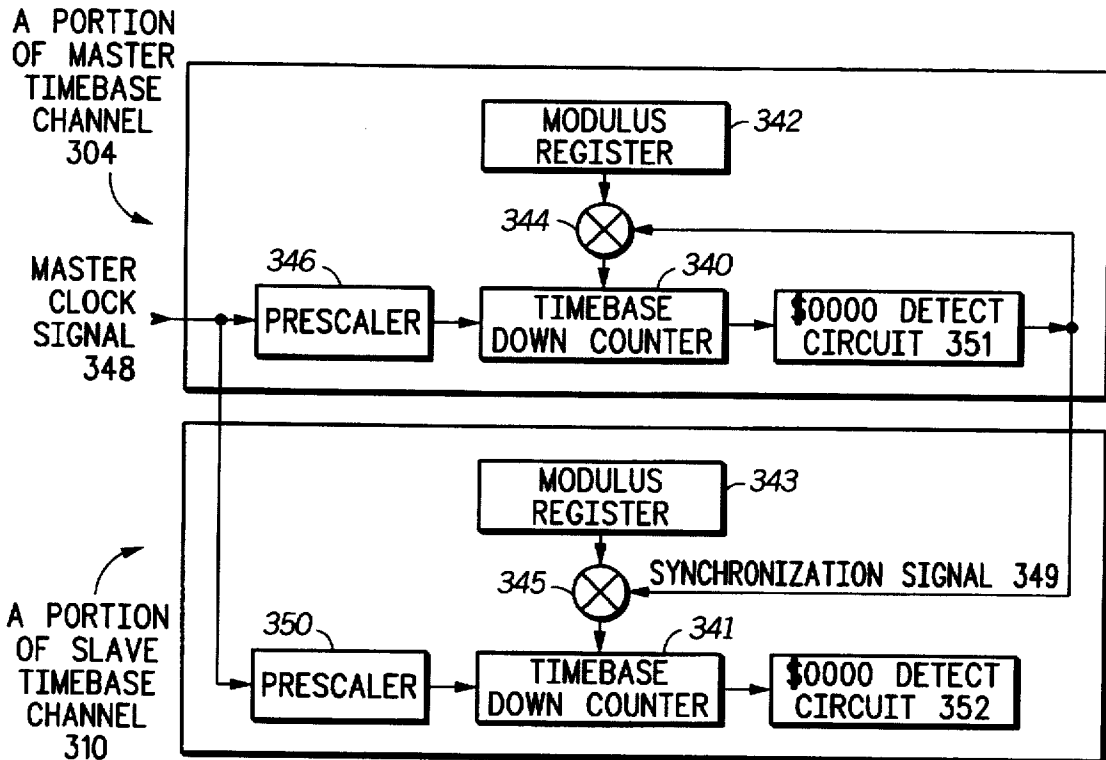 A PORTION
OF MASTER
TIMEBASE
CHANNEL
304
MODULUS
REGISTER
342
344
MASTER
CLOCK
SIGNAL
348
346
PRESCALER
340
TIMEBASE
DOWN COUNTER
$0000 DETECT
CIRCUIT 351
MODULUS
REGISTER
343
345
SYNCHRONIZATION SIGNAL 349
A PORTION
OF SLAVE
TIMEBASE
CHANNEL
310
350
PRESCALER
341
TIMEBASE
DOWN COUNTER
$0000 DETECT
CIRCUIT 352